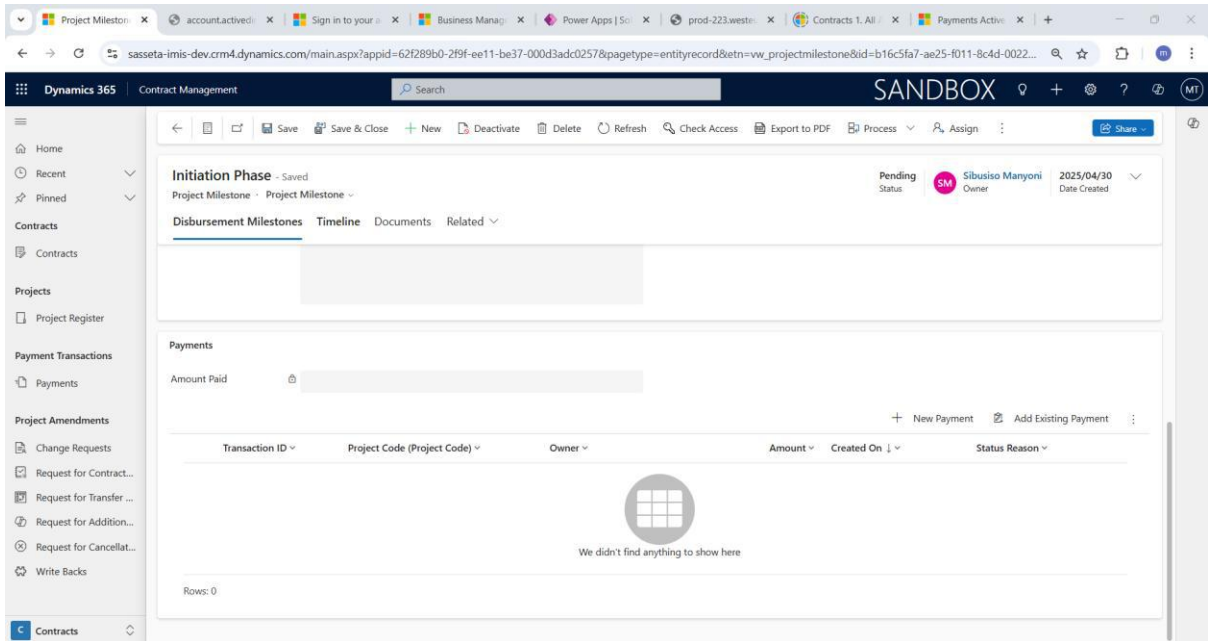 Project Mileston
account.activedi
Sign in to your a
Business Manag
Power Apps | So
prod-223.weste
Contracts 1. All
Payments Active
sasseta-imis-dev.crm4.dynamics.com/main.aspx?appid=62f289b0-2f9f-ee11-be37-000d3adc0257&pagetype=entityrecord&etn=vw_projectmilestone&id=b16c5fa7-ae25-f011-8c4d-0022...
m
Dynamics 365 Contract Management
Search
SANDBOX
MT
Save
Save & Close
New
Deactivate
Delete
Refresh
Check Access
Export to PDF
Process
Assign
Share
Home
Recent
Pinned
Contracts
Contracts
Projects
Project Register
Payment Transactions
Payments
Project Amendments
Change Requests
Request for Contract...
Request for Transfer ...
Request for Addition...
Request for Cancellat...
Write Backs
C Contracts
Initiation Phase - Saved
Project Milestone · Project Milestone
Pending
Status
SM
Sibusiso Manyoni
Owner
2025/04/30
Date Created
Disbursement Milestones Timeline Documents Related
Payments
Amount Paid
New Payment
Add Existing Payment
Transaction ID Project Code (Project Code) Owner Amount Created On ↓ Status Reason
We didn't find anything to show here
Rows: 0